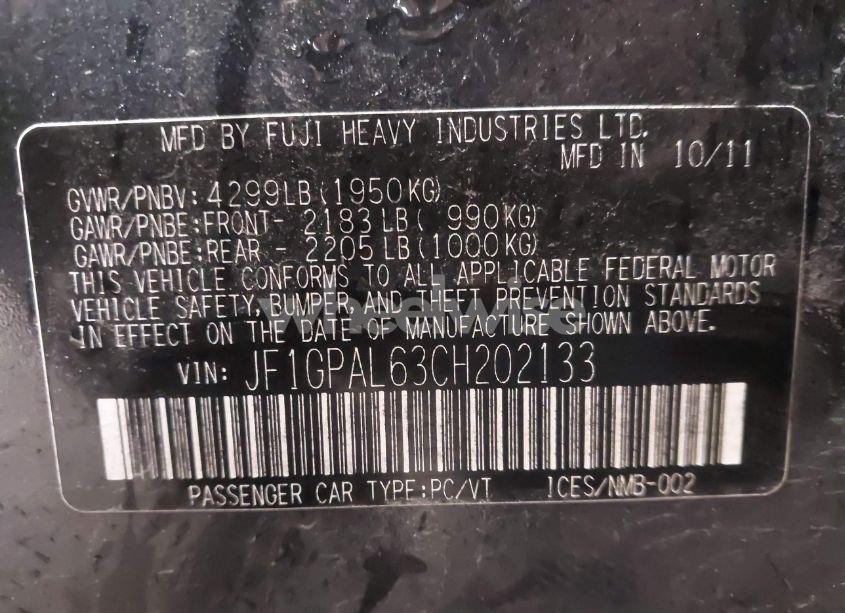 MFD BY FUJI HEAVY INDUSTRIES LTD.
MFD IN 10/11
GVWR/PNBV: 4299LB(1950KG)
GAWR/PNBE:FRONT- 2183LB( 990KG)
GAWR/PNBE:REAR - 2205LB(1000KG)
THIS VEHICLE CONFORMS TO ALL APPLICABLE FEDERAL MOTOR
VEHICLE SAFETY,BUMPER,AND THEFT PREVENTION STANDARDS
IN EFFECT ON THE DATE OF MANUFACTURE SHOWN ABOVE.
wheelwire
VIN: JF1GPAL63CH202133
PASSENGER CAR TYPE:PC/VT ICES/NMB-002